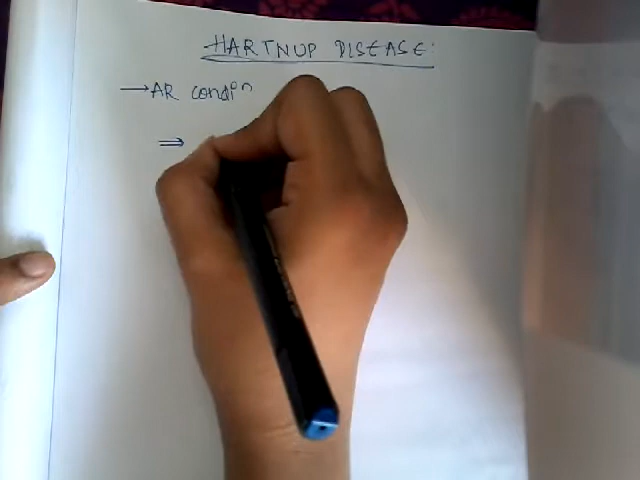 HARTNUP DISEASE:
→AR condiⁿ
⇒